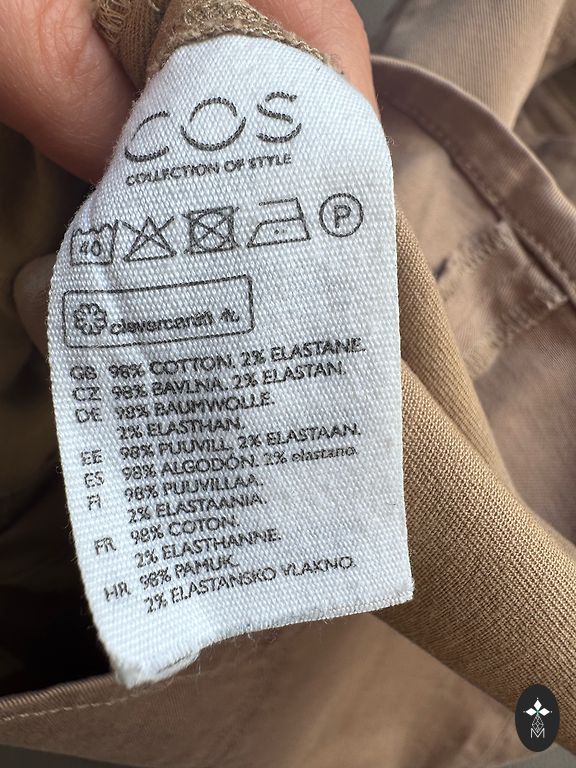 COS
COLLECTION OF STYLE
40
P
clevercare®.
GB 98% COTTON. 2% ELASTANE.
CZ 98% BAVLNA. 2% ELASTAN.
DE 98% BAUMWOLLE.
2% ELASTHAN.
EE 98% PUUVILL. 2% ELASTAAN.
ES 98% ALGODÓN. 2% elastano.
FI 98% PUUVILLAA.
2% ELASTAANIA.
FR 98% COTON.
2% ELASTHANNE.
HR 98% PAMUK.
2% ELASTANSKO VLAKNO.
M